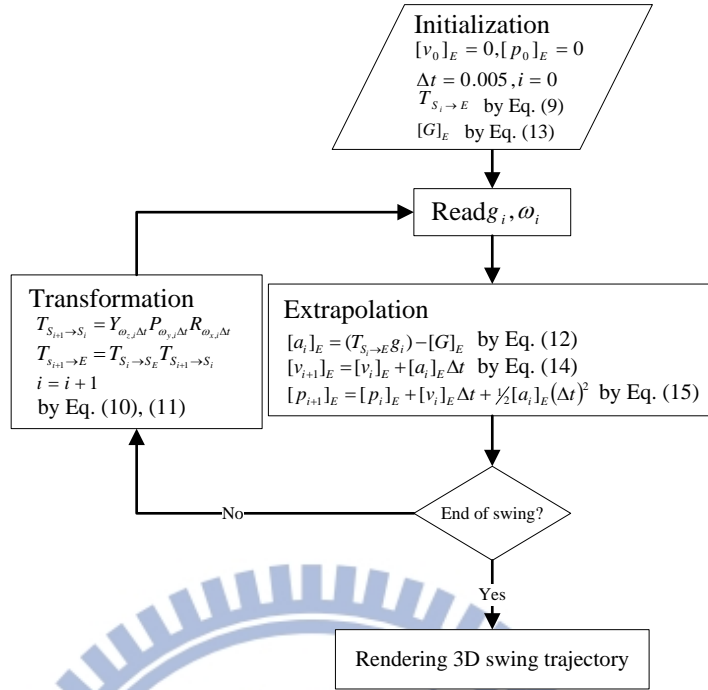 Initialization
[v₀]_E = 0, [p₀]_E = 0
Δt = 0.005, i = 0
T_{S_i→E} by Eq. (9)
[G]_E by Eq. (13)
Read g_i, ω_i
Transformation
T_{S_{i+1}→S_i} = Y_{ω_{z,i}Δt} P_{ω_{y,i}Δt} R_{ω_{x,i}Δt}
T_{s_{i+1}→E} = T_{S_i→S_E} T_{S_{i+1}→S_i}
i = i + 1
by Eq. (10), (11)
Extrapolation
[a_i]_E = (T_{S_i→E} g_i) − [G]_E by Eq. (12)
[v_{i+1}]_E = [v_i]_E + [a_i]_E Δt by Eq. (14)
[p_{i+1}]_E = [p_i]_E + [v_i]_E Δt + ½[a_i]_E (Δt)² by Eq. (15)
End of swing?
No
Yes
Rendering 3D swing trajectory